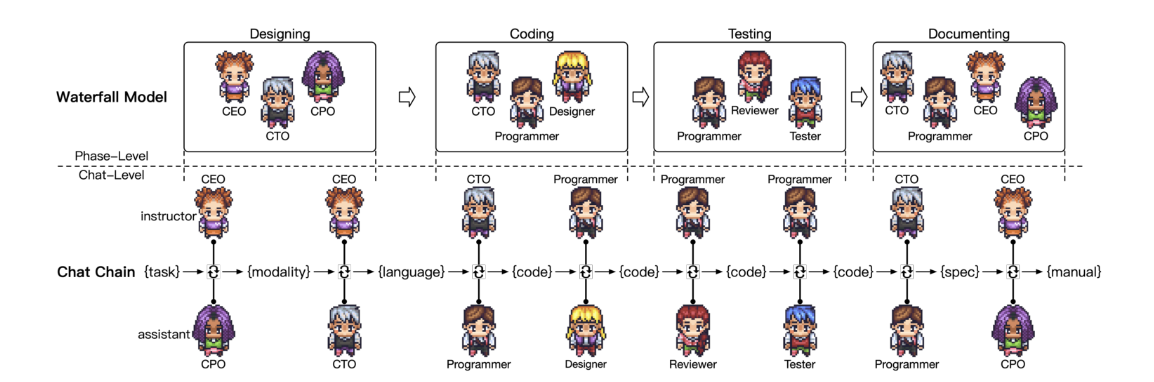 Designing Coding Testing Documenting
Waterfall Model
CEO CTO CPO
CTO Programmer Designer
Programmer Reviewer Tester
CTO Programmer CEO CPO
Phase-Level
Chat-Level
CEO CEO CTO Programmer Programmer Programmer CTO CEO
instructor
Chat Chain {task} {modality} {language} {code} {code} {code} {code} {spec} {manual}
assistant
CPO CTO Programmer Designer Reviewer Tester Programmer CPO